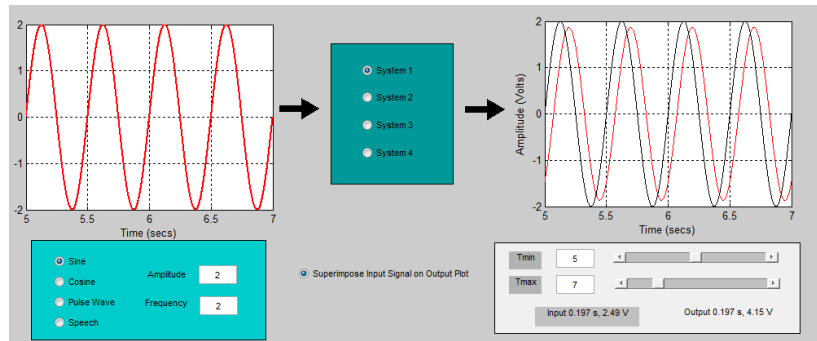 2
1
0
-1
-2
5
5.5
6
6.5
7
Time (secs)
System 1
System 2
System 3
System 4
Amplitude (Volts)
2
1
0
-1
-2
5
5.5
6
6.5
7
Time (secs)
Sine
Cosine
Pulse Wave
Speech
Amplitude 2
Frequency 2
Superimpose Input Signal on Output Plot
Tmin 5
Tmax 7
Input 0.197 s, 2.49 V
Output 0.197 s, 4.15 V